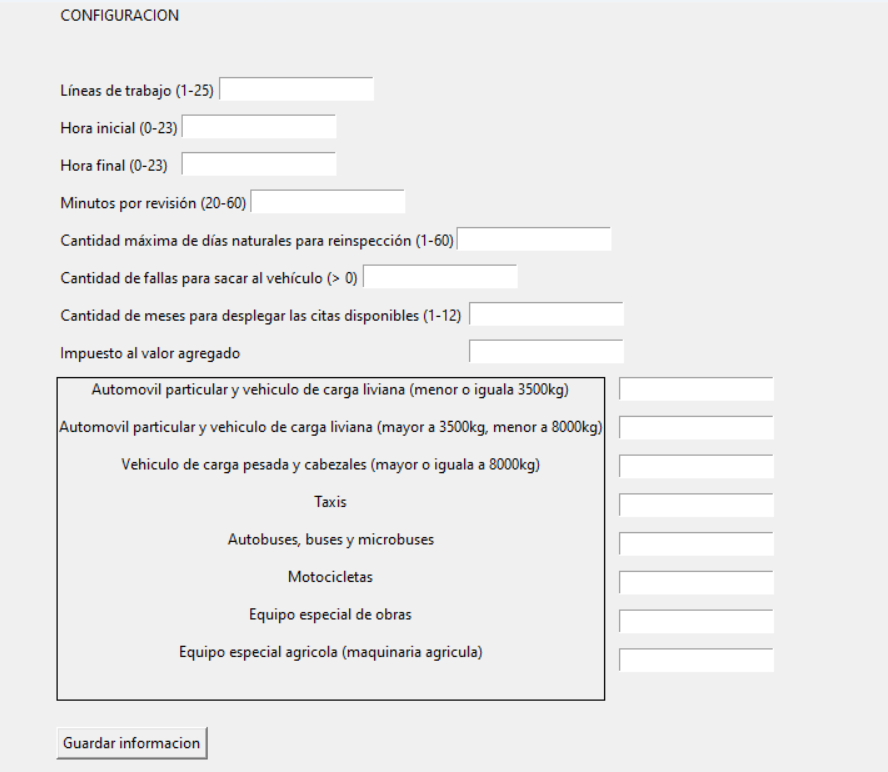 CONFIGURACION
Líneas de trabajo (1-25)
Hora inicial (0-23)
Hora final (0-23)
Minutos por revisión (20-60)
Cantidad máxima de días naturales para reinspección (1-60)
Cantidad de fallas para sacar al vehículo (> 0)
Cantidad de meses para desplegar las citas disponibles (1-12)
Impuesto al valor agregado
Automovil particular y vehiculo de carga liviana (menor o iguala 3500kg)
Automovil particular y vehiculo de carga liviana (mayor a 3500kg, menor a 8000kg)
Vehiculo de carga pesada y cabezales (mayor o iguala a 8000kg)
Taxis
Autobuses, buses y microbuses
Motocicletas
Equipo especial de obras
Equipo especial agricola (maquinaria agricula)
Guardar informacion